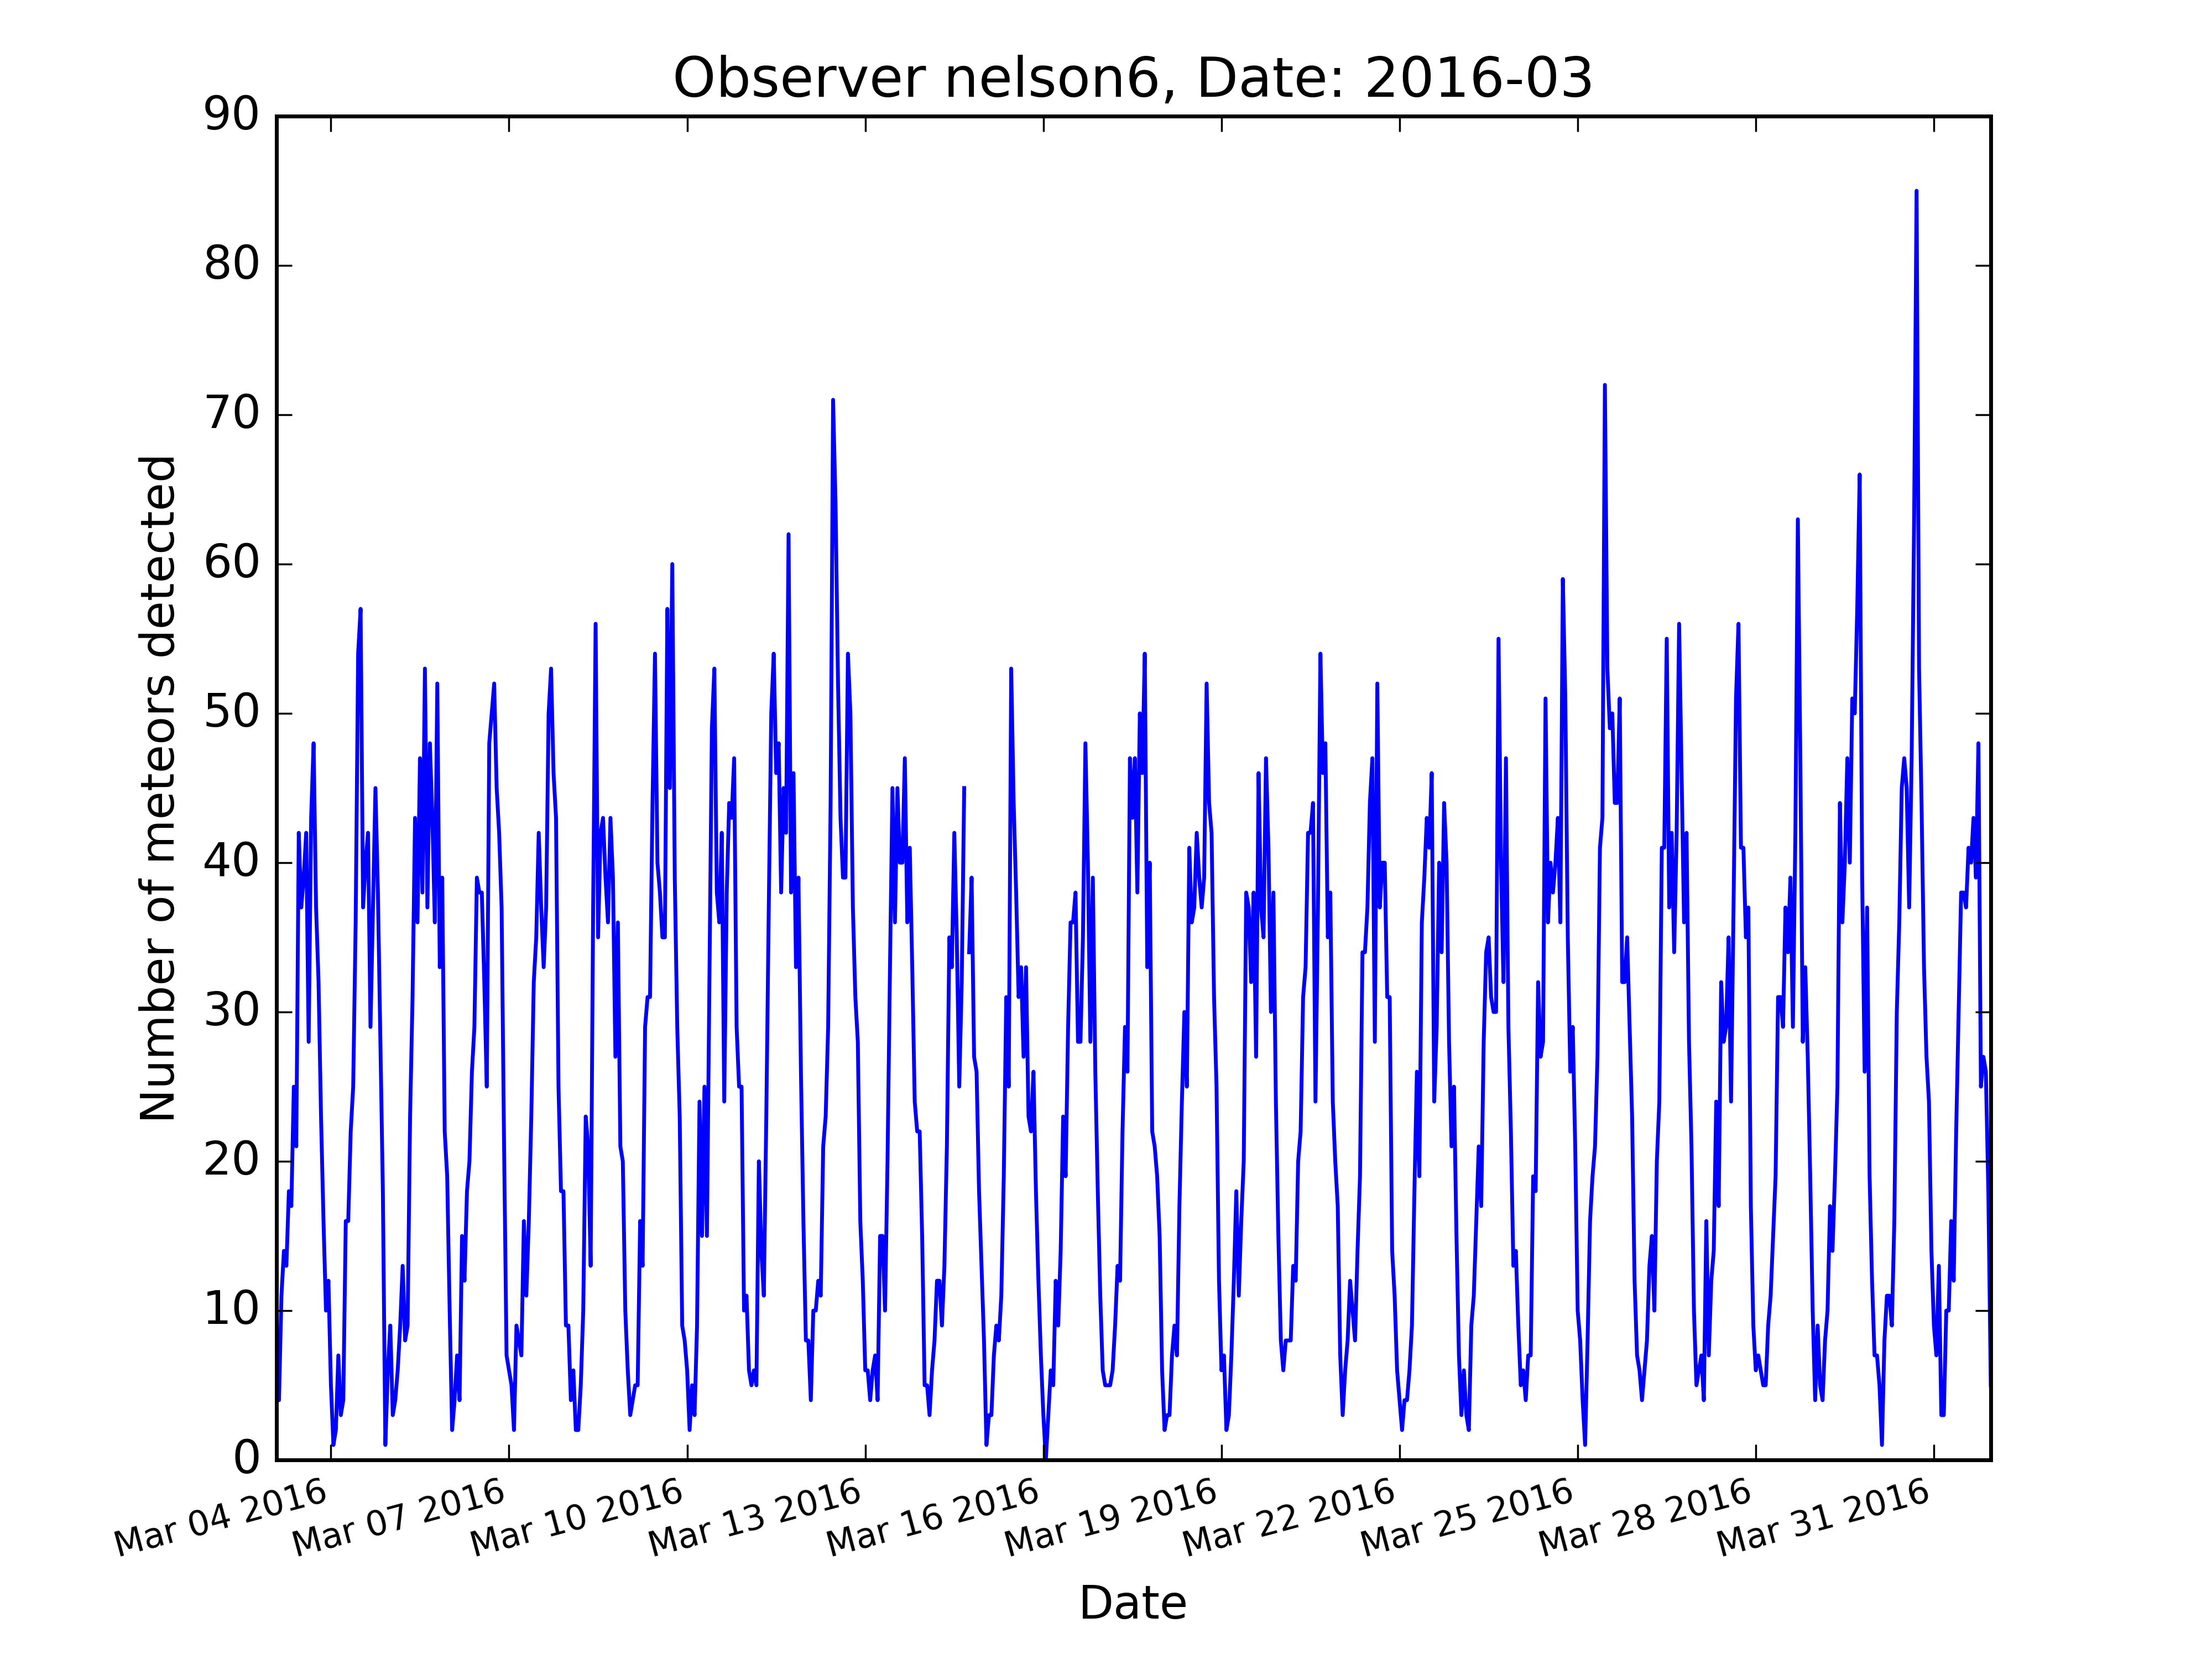 Observer nelson6, Date: 2016-03
Number of meteors detected
90
80
70
60
50
40
30
20
10
0
Mar 04 2016
Mar 07 2016
Mar 10 2016
Mar 13 2016
Mar 16 2016
Mar 19 2016
Mar 22 2016
Mar 25 2016
Mar 28 2016
Mar 31 2016
Date